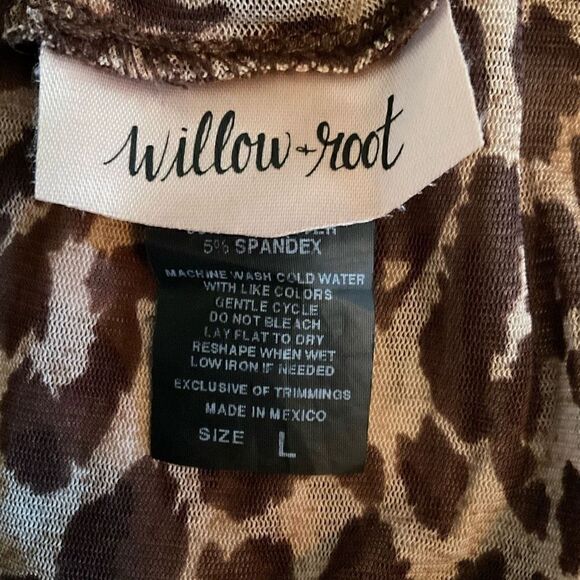 willow + root
5% SPANDEX
MACHINE WASH COLD WATER
WITH LIKE COLORS
GENTLE CYCLE
DO NOT BLEACH
LAY FLAT TO DRY
RESHAPE WHEN WET
LOW IRON IF NEEDED
EXCLUSIVE OF TRIMMINGS
MADE IN MEXICO
SIZE L